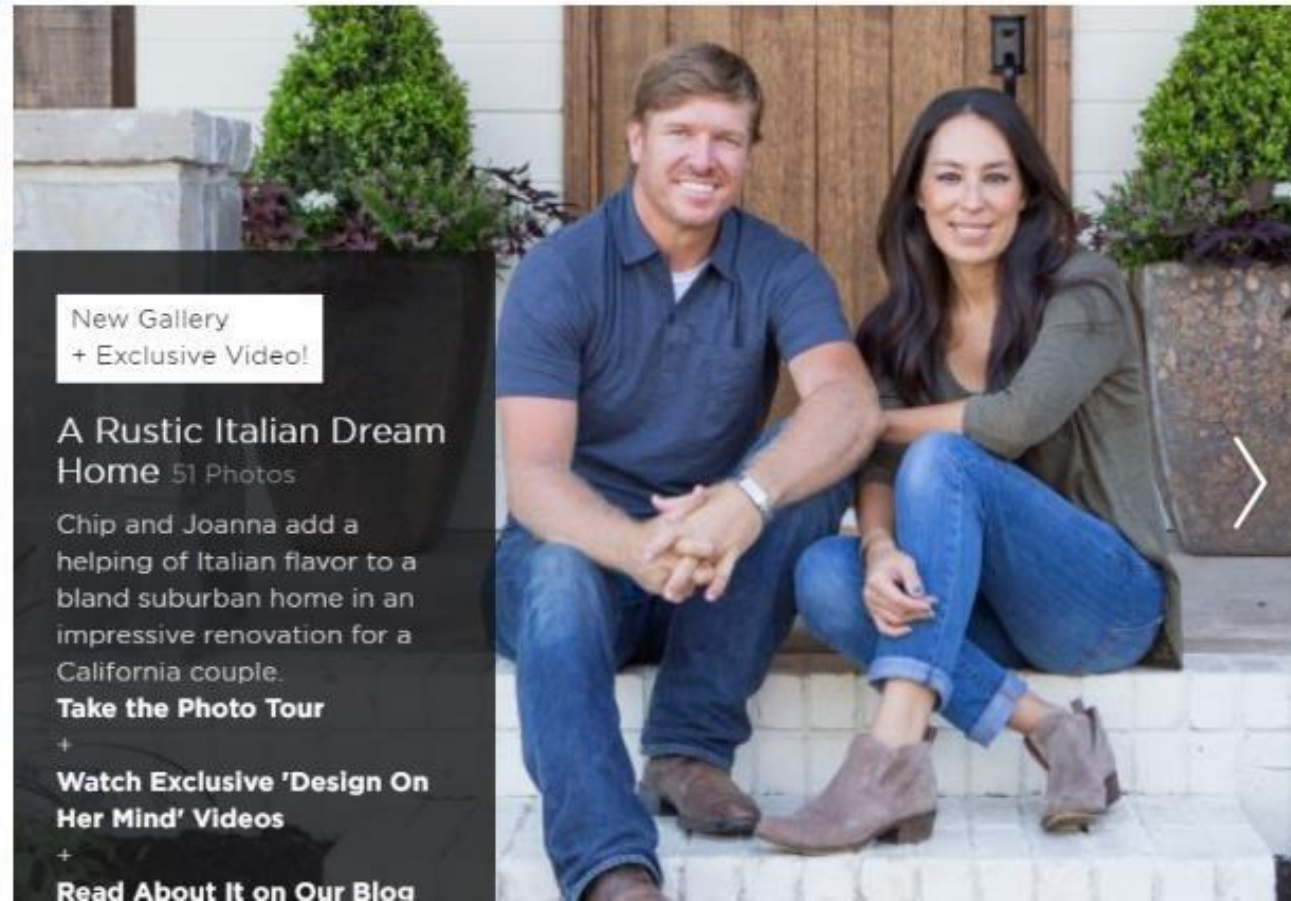 New Gallery
+ Exclusive Video!
A Rustic Italian Dream
Home 51 Photos
Chip and Joanna add a
helping of Italian flavor to a
bland suburban home in an
impressive renovation for a
California couple.
Take the Photo Tour
+
Watch Exclusive 'Design On
Her Mind' Videos
+
Read About It on Our Blog